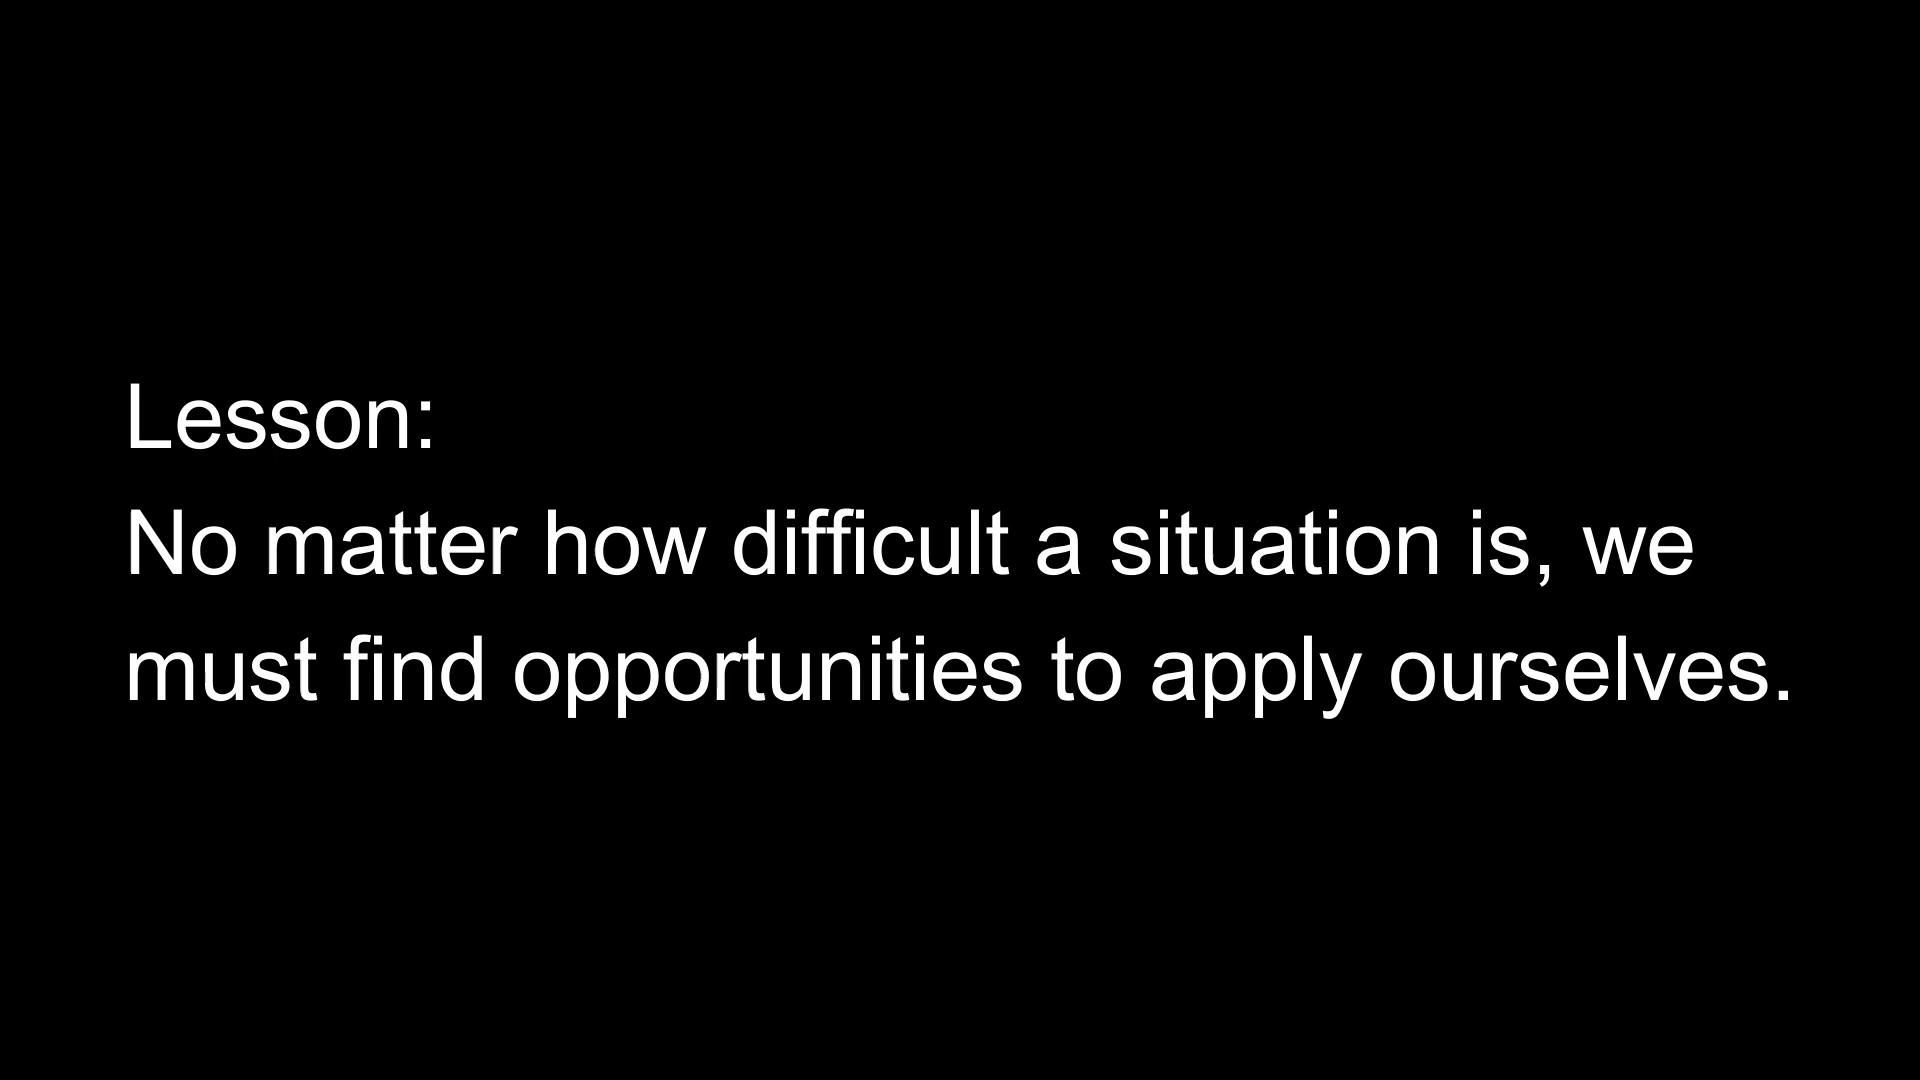 Lesson:
No matter how difficult a situation is, we
must find opportunities to apply ourselves.